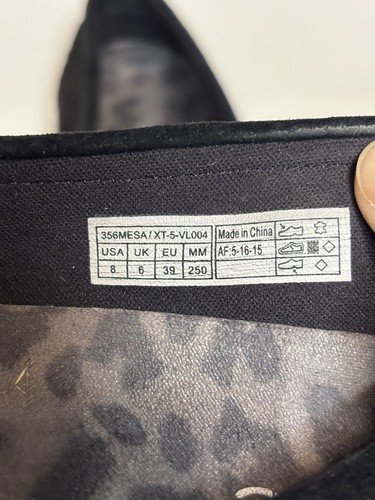 356MESA / XT-5-VL004
USA UK EU MM
8 6 39 250
Made in China
AF:5-16-15